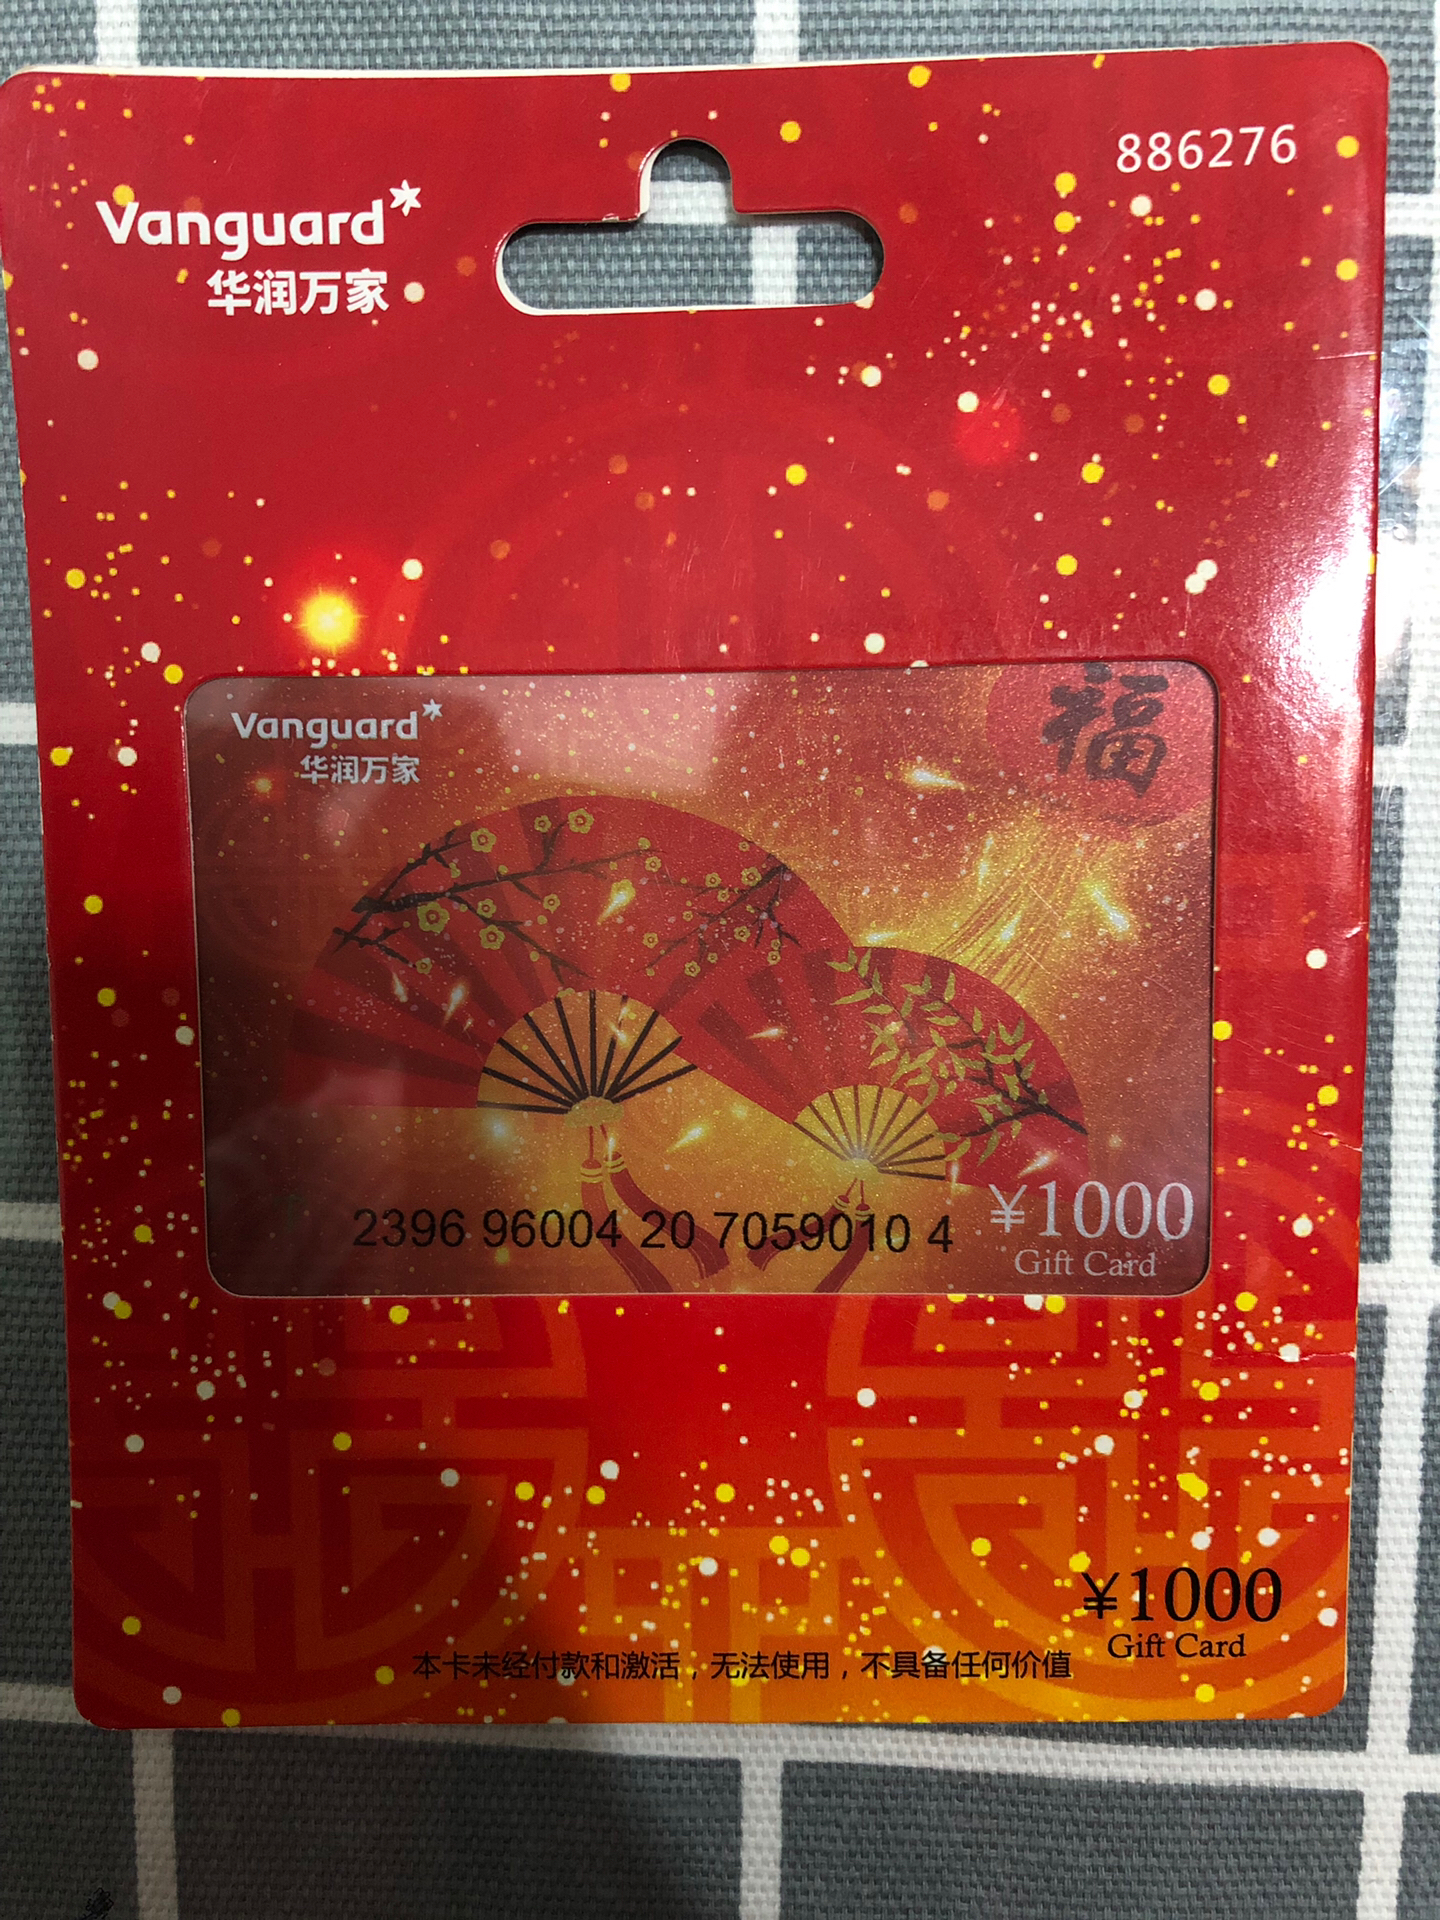 886276
Vanguard
华润万家
Vanguard
华润万家
福
2396 96004 20 7059010 4
¥1000
Gift Card
¥1000
Gift Card
本卡未经付款和激活，无法使用，不具备任何价值